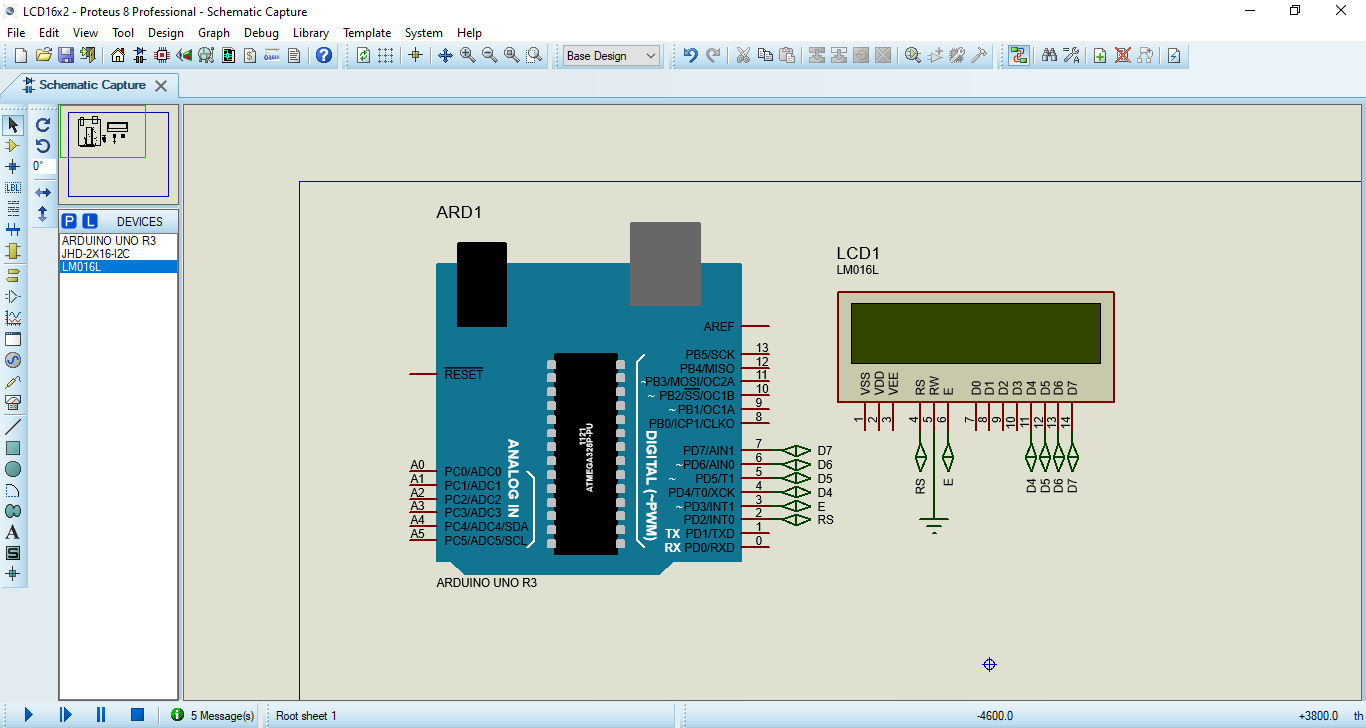 LCD16x2 - Proteus 8 Professional - Schematic Capture
File Edit View Tool Design Graph Debug Library Template System Help
Base Design
Schematic Capture
0°
LBL
P L DEVICES
ARDUINO UNO R3
JHD-2X16-I2C
LM016L
A
S
ARD1
RESET
A0 PC0/ADC0
A1 PC1/ADC1
A2 PC2/ADC2
A3 PC3/ADC3
A4 PC4/ADC4/SDA
A5 PC5/ADC5/SCL
ANALOG IN
1121
ATMEGA328P-PU
DIGITAL (~PWM)
AREF
PB5/SCK 13
PB4/MISO 12
~PB3/MOSI/OC2A 11
~ PB2/SS/OC1B 10
~ PB1/OC1A 9
PB0/ICP1/CLKO 8
PD7/AIN1 7 D7
~PD6/AIN0 6 D6
~ PD5/T1 5 D5
PD4/T0/XCK 4 D4
~PD3/INT1 3 E
PD2/INT0 2 RS
TX PD1/TXD 1
RX PD0/RXD 0
ARDUINO UNO R3
LCD1
LM016L
VSS VDD VEE RS RW E D0 D1 D2 D3 D4 D5 D6 D7
1 2 3 4 5 6 7 8 9 10 11 12 13 14
RS E D4 D5 D6 D7
5 Message(s) Root sheet 1 -4600.0 +3800.0 th